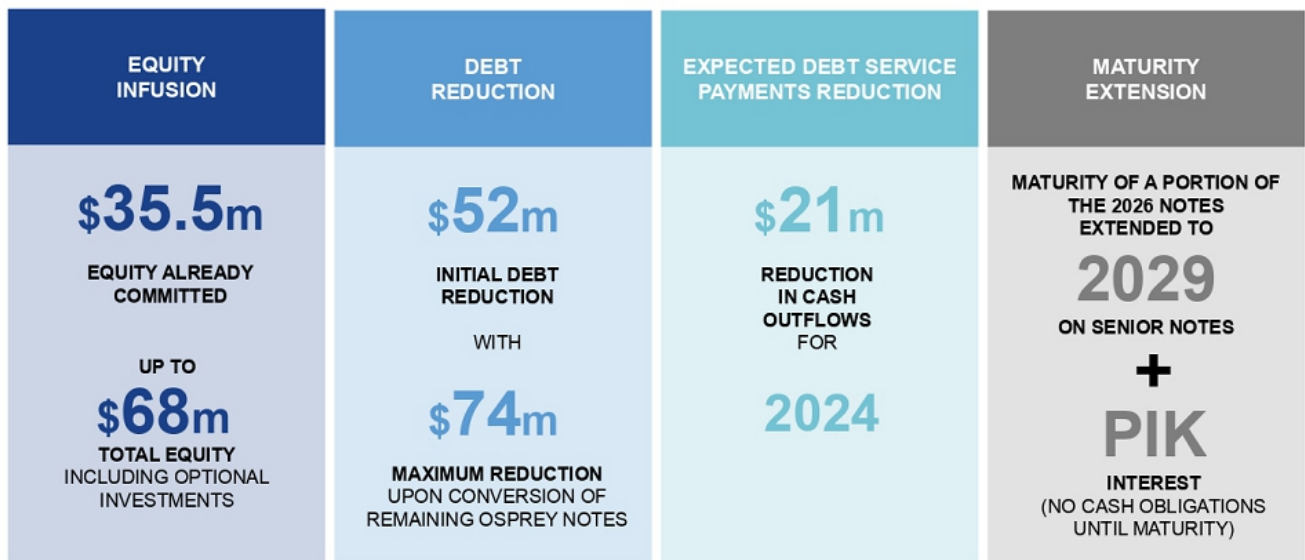 EQUITY
INFUSION
$35.5m
EQUITY ALREADY
COMMITTED
UP TO
$68m
TOTAL EQUITY
INCLUDING OPTIONAL
INVESTMENTS
DEBT
REDUCTION
$52m
INITIAL DEBT
REDUCTION
WITH
$74m
MAXIMUM REDUCTION
UPON CONVERSION OF
REMAINING OSPREY NOTES
EXPECTED DEBT SERVICE
PAYMENTS REDUCTION
$21m
REDUCTION
IN CASH
OUTFLOWS
FOR
2024
MATURITY
EXTENSION
MATURITY OF A PORTION OF
THE 2026 NOTES
EXTENDED TO
2029
ON SENIOR NOTES
+
PIK
INTEREST
(NO CASH OBLIGATIONS
UNTIL MATURITY)